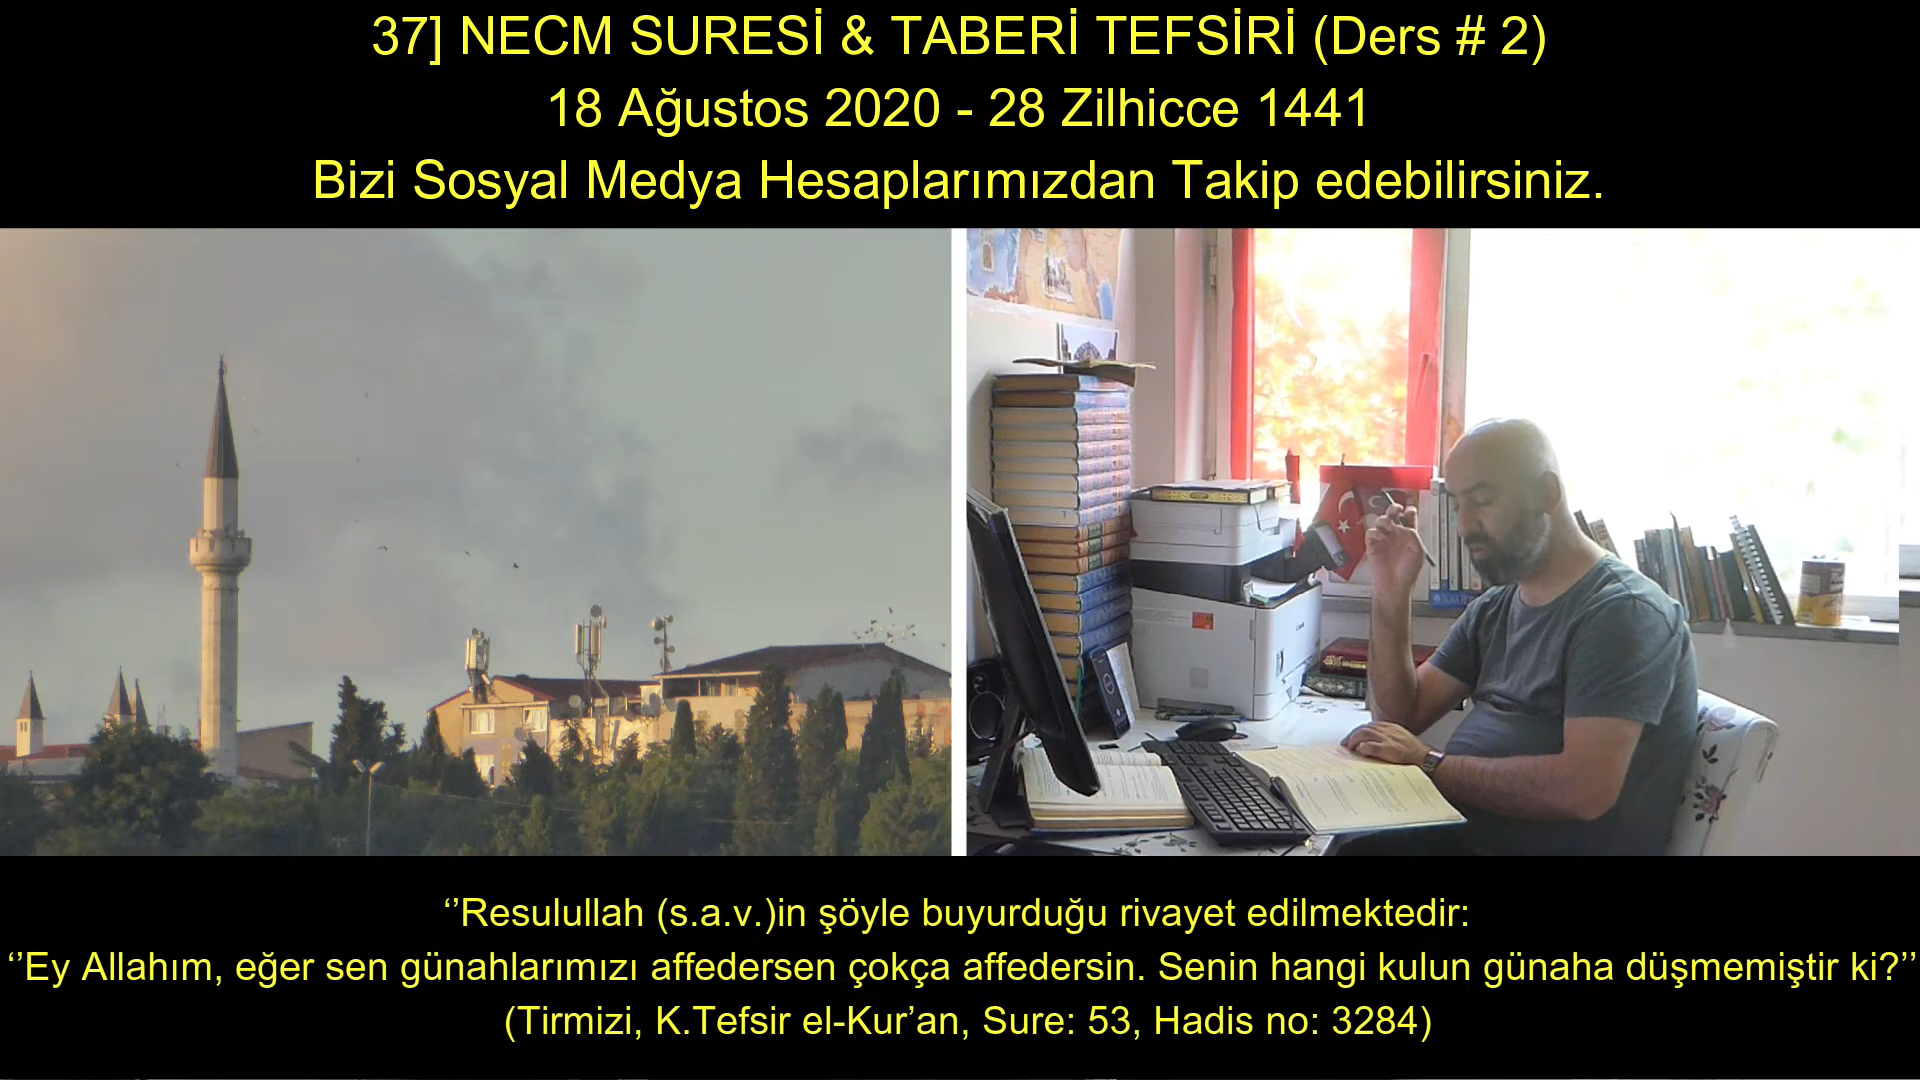 37] NECM SURESİ & TABERİ TEFSİRİ (Ders # 2)
18 Ağustos 2020 - 28 Zilhicce 1441
Bizi Sosyal Medya Hesaplarımızdan Takip edebilirsiniz.
‘’Resulullah (s.a.v.)in şöyle buyurduğu rivayet edilmektedir:
‘’Ey Allahım, eğer sen günahlarımızı affedersen çokça affedersin. Senin hangi kulun günaha düşmemiştir ki?’’
(Tirmizi, K.Tefsir el-Kur’an, Sure: 53, Hadis no: 3284)